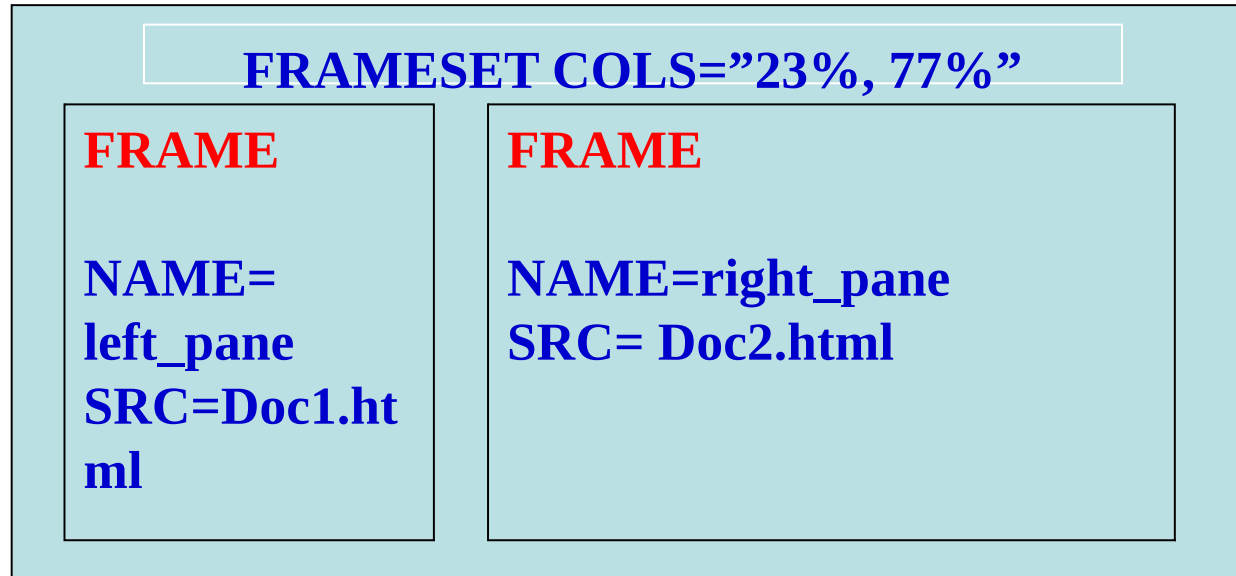 FRAMESET COLS=”23%, 77%”
FRAME
NAME=
left_pane
SRC=Doc1.ht
ml
FRAME
NAME=right_pane
SRC= Doc2.html